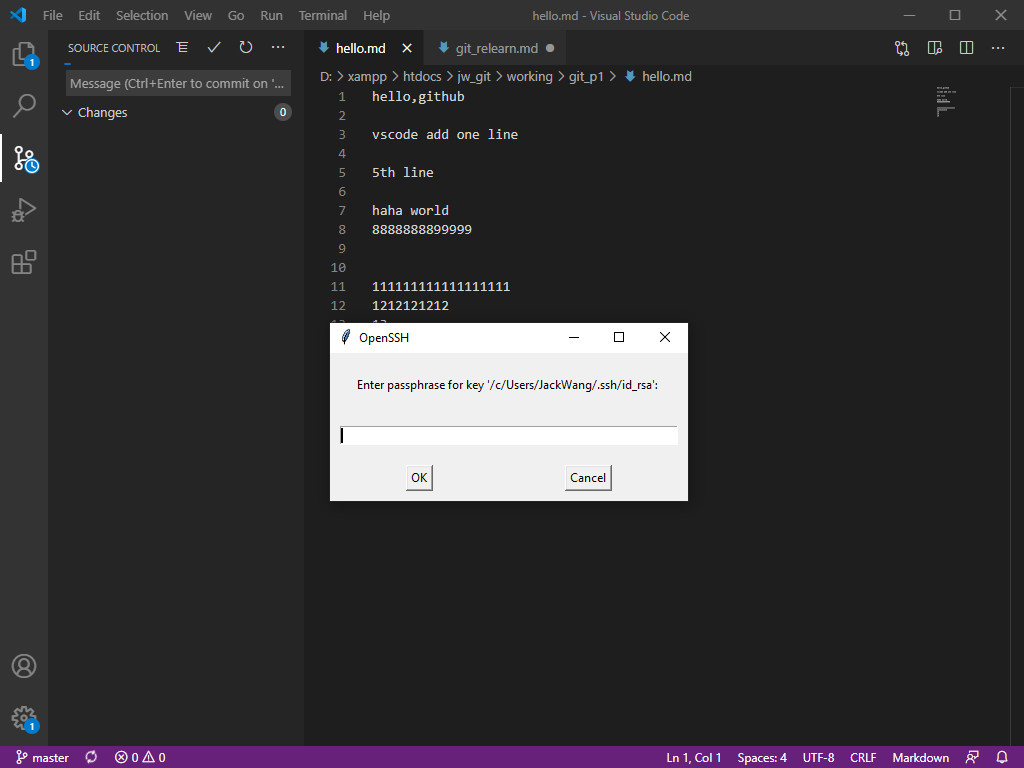 File Edit Selection View Go Run Terminal Help hello.md - Visual Studio Code
1
SOURCE CONTROL
Message (Ctrl+Enter to commit on '...
Changes 0
hello.md
git_relearn.md
D: > xampp > htdocs > jw_git > working > git_p1 > hello.md
1 hello,github
2
3 vscode add one line
4
5 5th line
6
7 haha world
8 8888888899999
9
10
11 111111111111111111
12 1212121212
OpenSSH
Enter passphrase for key '/c/Users/JackWang/.ssh/id_rsa':
OK Cancel
1
master 0 0 Ln 1, Col 1 Spaces: 4 UTF-8 CRLF Markdown